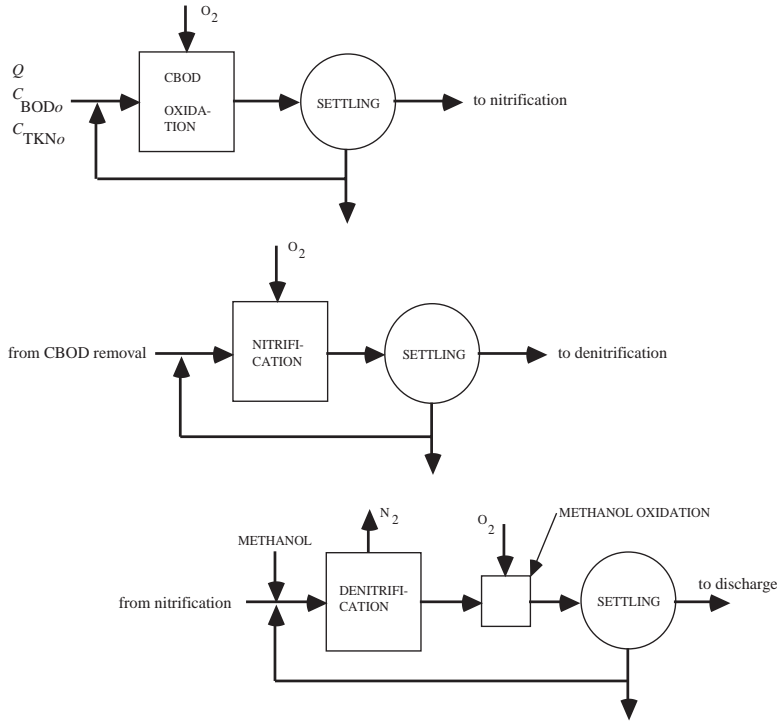 O2
Q
CBODo
CTKNo
CBOD
OXIDA-
TION
SETTLING
to nitrification
O2
from CBOD removal
NITRIFI-
CATION
SETTLING
to denitrification
METHANOL
N2
O2
METHANOL OXIDATION
from nitrification
DENITRIFI-
CATION
SETTLING
to discharge